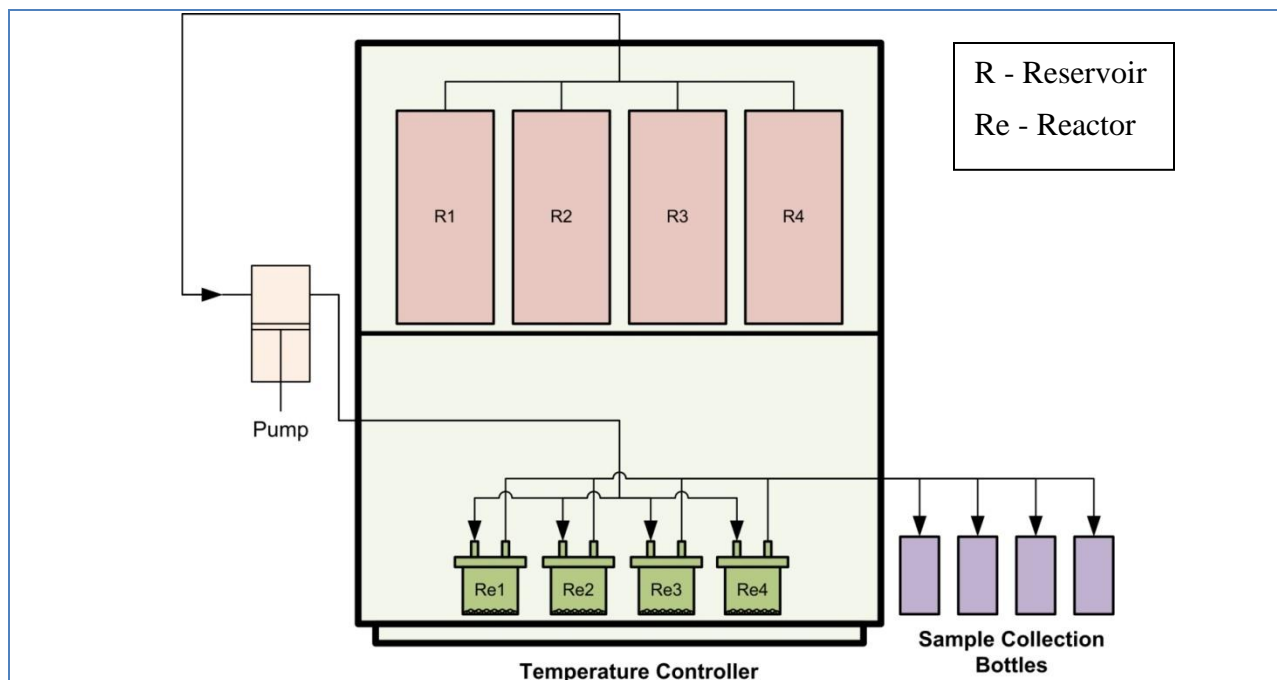 R - Reservoir
Re - Reactor
R1
R2
R3
R4
Pump
Re1
Re2
Re3
Re4
Sample Collection
Bottles
Temperature Controller